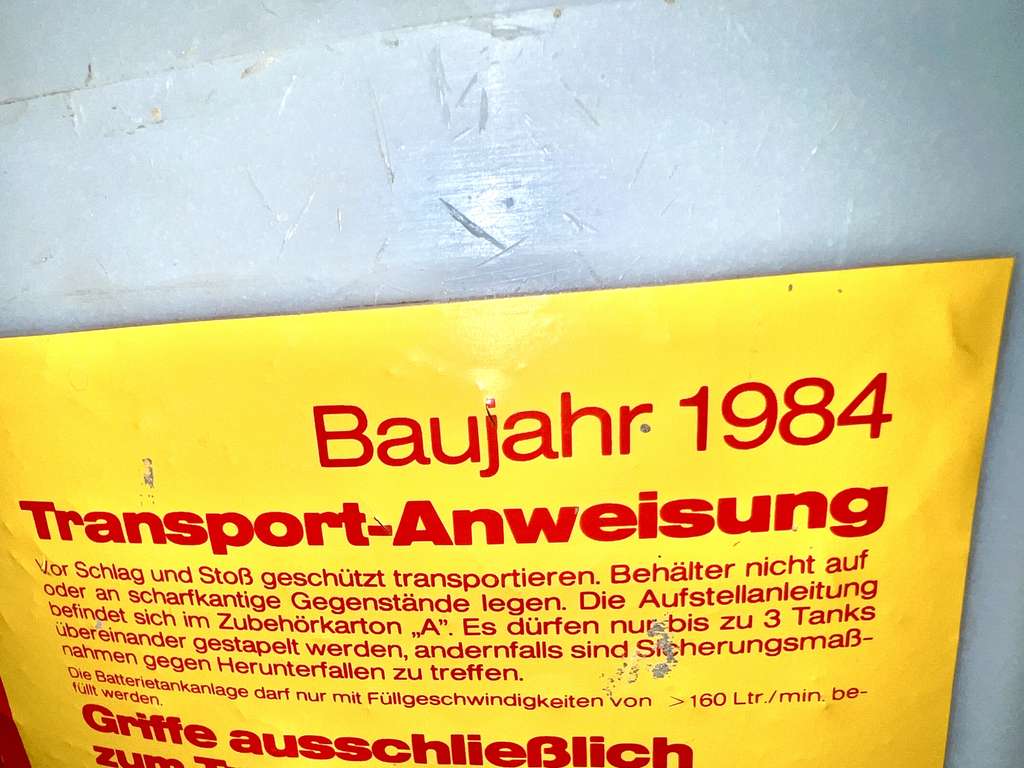 Baujahr 1984
Transport-Anweisung
Vor Schlag und Stoß geschützt transportieren. Behälter nicht auf
oder an scharfkantige Gegenstände legen. Die Aufstellanleitung
befindet sich im Zubehörkarton „A". Es dürfen nur bis zu 3 Tanks
übereinander gestapelt werden, andernfalls sind Sicherungsmaß-
nahmen gegen Herunterfallen zu treffen.
Die Batterietankanlage darf nur mit Füllgeschwindigkeiten von >160 Ltr./min. be-
füllt werden.
Griffe ausschließlich
zum